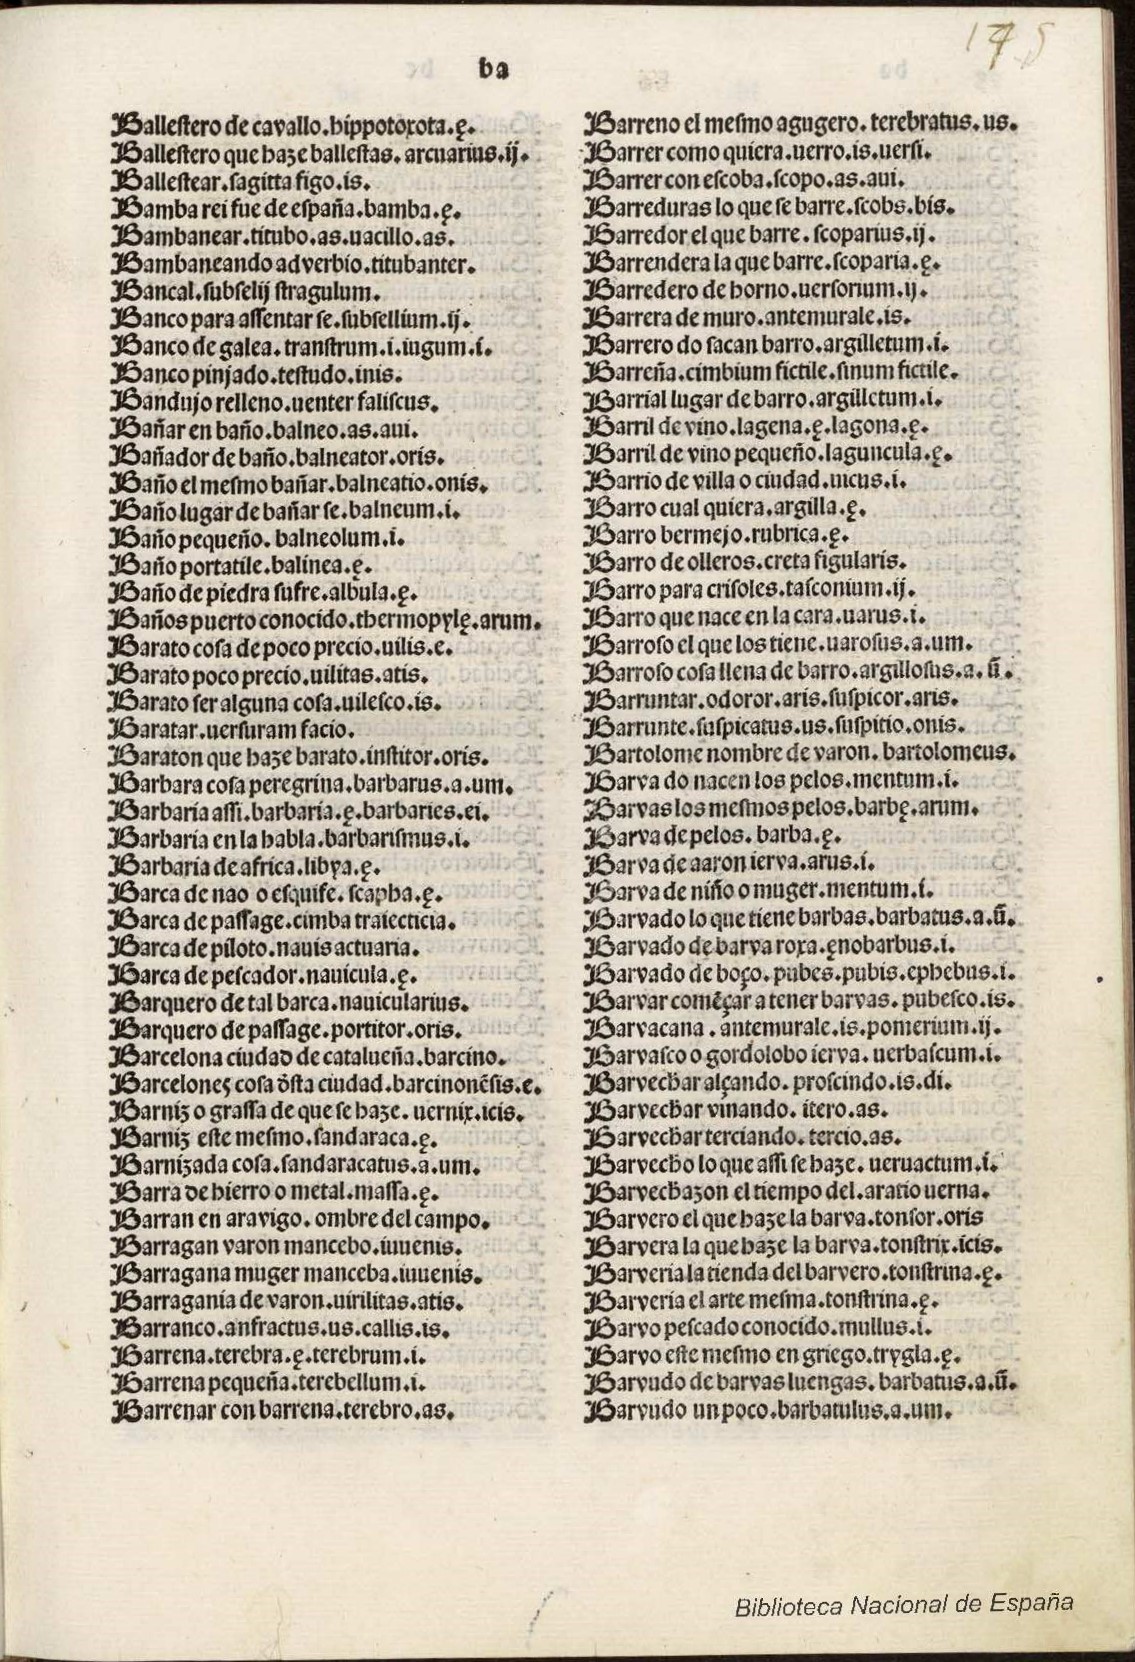 175
ba
Ballestero de cavallo.hippotoxota.ę.
Ballestero que haze ballestas.arcuarius.ij.
Ballestear.sagitta figo.is.
Bamba rei fue de españa.bamba.ę.
Bambanear.titubo.as.uacillo.as.
Bambaneando adverbio.titubanter.
Bancal.subselij stragulum.
Banco para assentar se.subsellium.ij.
Banco de galea.transtrum.i.iugum.i.
Banco pinjado.testudo.inis.
Bandujo relleno.uenter faliscus.
Bañar en baño.balneo.as.aui.
Bañador de baño.balneator.oris.
Baño el mesmo bañar.balneatio.onis.
Baño lugar de bañar se.balneum.i.
Baño pequeño.balneolum.i.
Baño portatile.balinea.ę.
Baño de piedra sufre.albula.ę.
Baños puerto conocido.thermopylę.arum.
Barato cosa de poco precio.uilis.e.
Barato poco precio.uilitas.atis.
Barato ser alguna cosa.uilesco.is.
Baratar.uersuram facio.
Baraton que haze barato.institor.oris.
Barbara cosa peregrina.barbarus.a.um.
Barbaria assi.barbaria.ę.barbaries.ei.
Barbaria en la habla.barbarismus.i.
Barbaria de africa.libya.ę.
Barca de nao o esquife.scapha.ę.
Barca de passage.cimba traiecticia.
Barca de piloto.nauis actuaria.
Barca de pescador.nauicula.ę.
Barquero de tal barca.nauicularius.
Barquero de passage.portitor.oris.
Barcelona ciudad de catalueña.barcino.
Barcelones cosa đsta ciudad.barcinonẽsis.e.
Barniz o grassa de que se haze.uernix.icis.
Barniz este mesmo.sandaraca.ę.
Barnizada cosa.sandaracatus.a.um.
Barra de hierro o metal.massa.ę.
Barran en aravigo.ombre del campo.
Barragan varon mancebo.iuuenis.
Barragana muger manceba.iuuenis.
Barragania de varon.uirilitas.atis.
Barranco.anfractus.us.callis.is.
Barrena.terebra.ę.terebrum.i.
Barrena pequeña.terebellum.i.
Barrenar con barrena.terebro.as.
Barreno el mesmo agugero.terebratus.us.
Barrer como quiera.uerro.is.uersi.
Barrer con escoba.scopo.as.aui.
Barreduras lo que se barre.scobs.bis.
Barredor el que barre.scoparius.ij.
Barrendera la que barre.scoparia.ę.
Barredero de horno.uersorium.ij.
Barrera de muro.antemurale.is.
Barrero do sacan barro.argilletum.i.
Barreña.cimbium fictile.sinum fictile.
Barrial lugar de barro.argilletum.i.
Barril de vino.lagena.ę.lagona.ę.
Barril de vino pequeño.laguncula.ę.
Barrio de villa o ciudad.uicus.i.
Barro cual quiera.argilla.ę.
Barro bermejo.rubrica.ę.
Barro de olleros.creta figularis.
Barro para crisoles.tasconium.ij.
Barro que nace en la cara.uarus.i.
Barroso el que los tiene.uarosus.a.um.
Barroso cosa llena de barro.argillosus.a.ũ.
Barruntar.odoror.aris.suspicor.aris.
Barrunte.suspicatus.us.suspitio.onis.
Bartolome nombre de varon.bartolomeus.
Barva do nacen los pelos.mentum.i.
Barvas los mesmos pelos.barbę.arum.
Barva de pelos.barba.ę.
Barva de aaron ierva.arus.i.
Barva de niño o muger.mentum.i.
Barvado lo que tiene barbas.barbatus.a.ũ.
Barvado de barva roxa.ęnobarbus.i.
Barvado de boço.pubes.pubis.ephebus.i.
Barvar comẽçar a tener barvas.pubesco.is.
Barvacana.antemurale.is.pomerium.ij.
Barvasco o gordolobo ierva.uerbascum.i.
Barvechar alçando.proscindo.is.di.
Barvechar vinando.itero.as.
Barvechar terciando.tercio.as.
Barvecho lo que assi se haze.ueruactum.i.
Barvechazon el tiempo del.aratio uerna.
Barvero el que haze la barva.tonsor.oris
Barvera la que haze la barva.tonstrix.icis.
Barveria la tienda del barvero.tonstrina.ę.
Barveria el arte mesma.tonstrina.ę.
Barvo pescado conocido.mullus.i.
Barvo este mesmo en griego.trygla.ę.
Barvudo de barvas luengas.barbatus.a.ũ.
Barvudo un poco.barbatulus.a.um.
Biblioteca Nacional de España